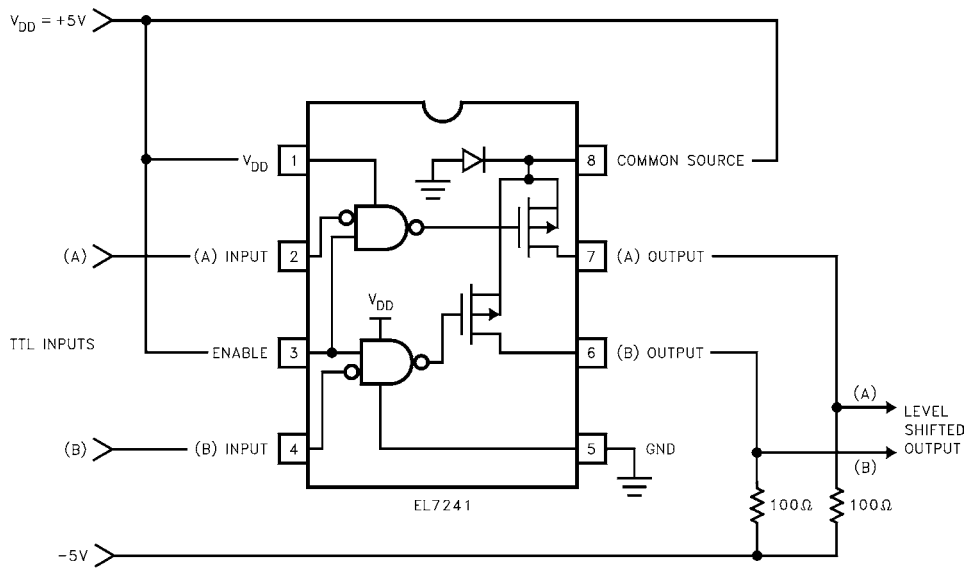 V_DD = +5V
V_DD 1
8 COMMON SOURCE
(A) (A) INPUT 2
7 (A) OUTPUT
V_DD
TTL INPUTS
ENABLE 3
6 (B) OUTPUT
(A)
LEVEL
SHIFTED
OUTPUT
(B) (B) INPUT 4
5 GND
(B)
100Ω
100Ω
EL7241
-5V